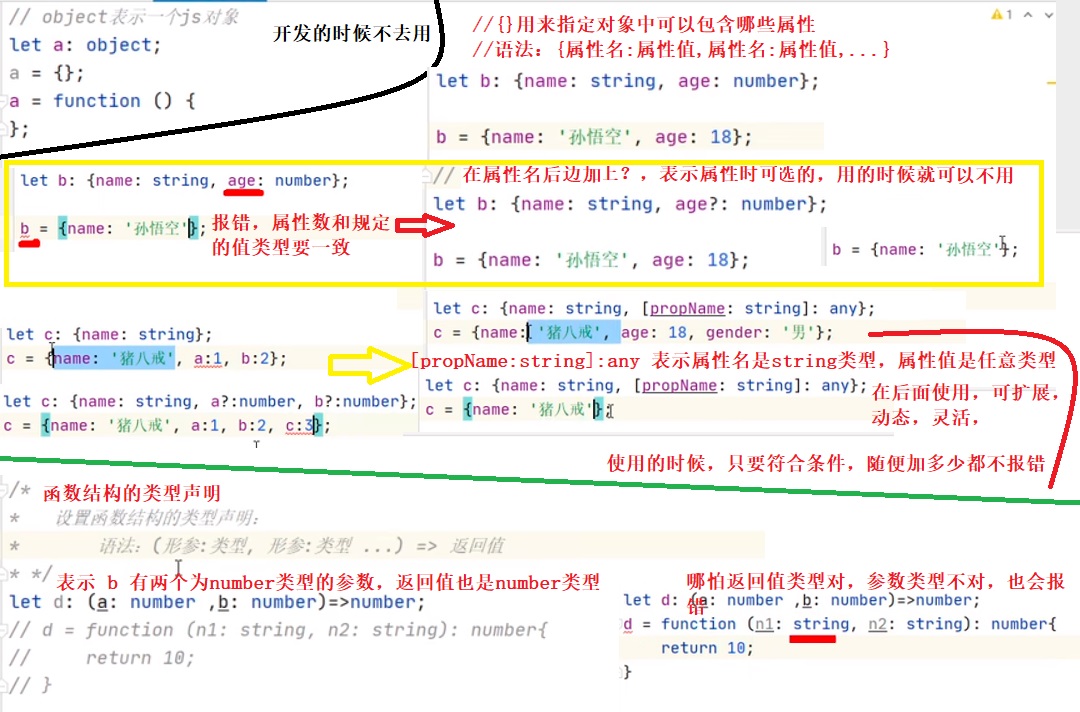 // object表示一个js对象
let a: object;
a = {};
a = function () {
};
开发的时候不去用
//{}用来指定对象中可以包含哪些属性
//语法: {属性名:属性值,属性名:属性值,...}
let b: {name: string, age: number};
b = {name: '孙悟空', age: 18};
1
let b: {name: string, age: number};
b = {name: '孙悟空'};
报错，属性数和规定
的值类型要一致
// 在属性名后边加上?, 表示属性时可选的，用的时候就可以不用
let b: {name: string, age?: number};
b = {name: '孙悟空', age: 18};
b = {name: '孙悟空'};
let c: {name: string};
c = {name: '猪八戒', a:1, b:2};
let c: {name: string, a?:number, b?:number};
c = {name: '猪八戒', a:1, b:2, c:3};
let c: {name: string, [propName: string]: any};
c = {name: '猪八戒', age: 18, gender: '男'};
[propName:string]:any 表示属性名是string类型，属性值是任意类型
let c: {name: string, [propName: string]: any};
c = {name: '猪八戒'};
在后面使用，可扩展，
动态，灵活，
使用的时候，只要符合条件，随便加多少都不报错
/* 函数结构的类型声明
* 设置函数结构的类型声明:
* 语法: (形参:类型, 形参:类型 ...) => 返回值
* */
表示 b 有两个为number类型的参数，返回值也是number类型
let d: (a: number ,b: number)=>number;
// d = function (n1: string, n2: string): number{
// return 10;
// }
哪怕返回值类型对，参数类型不对，也会报
错
let d: (a: number ,b: number)=>number;
d = function (n1: string, n2: string): number{
return 10;
}